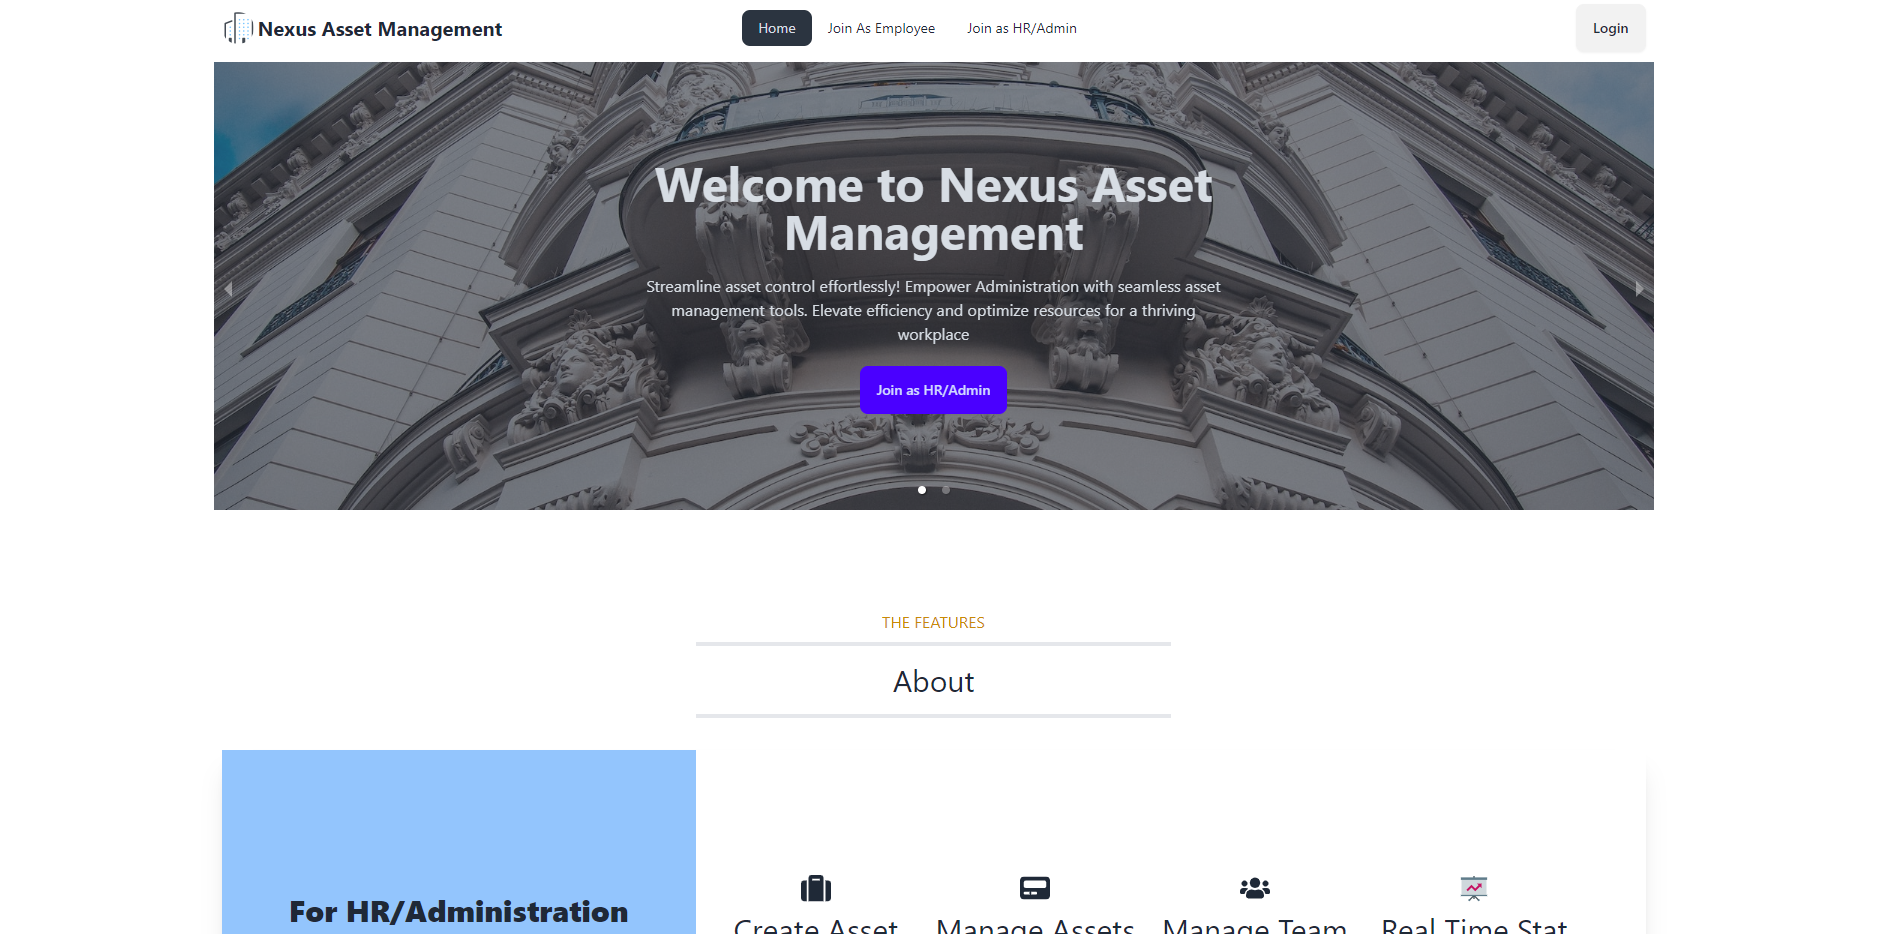 Nexus Asset Management
Home
Join As Employee
Join as HR/Admin
Login
Welcome to Nexus Asset
Management
Streamline asset control effortlessly! Empower Administration with seamless asset
management tools. Elevate efficiency and optimize resources for a thriving
workplace
Join as HR/Admin
THE FEATURES
About
For HR/Administration
Create Asset
Manage Assets
Manage Team
Real Time Stat